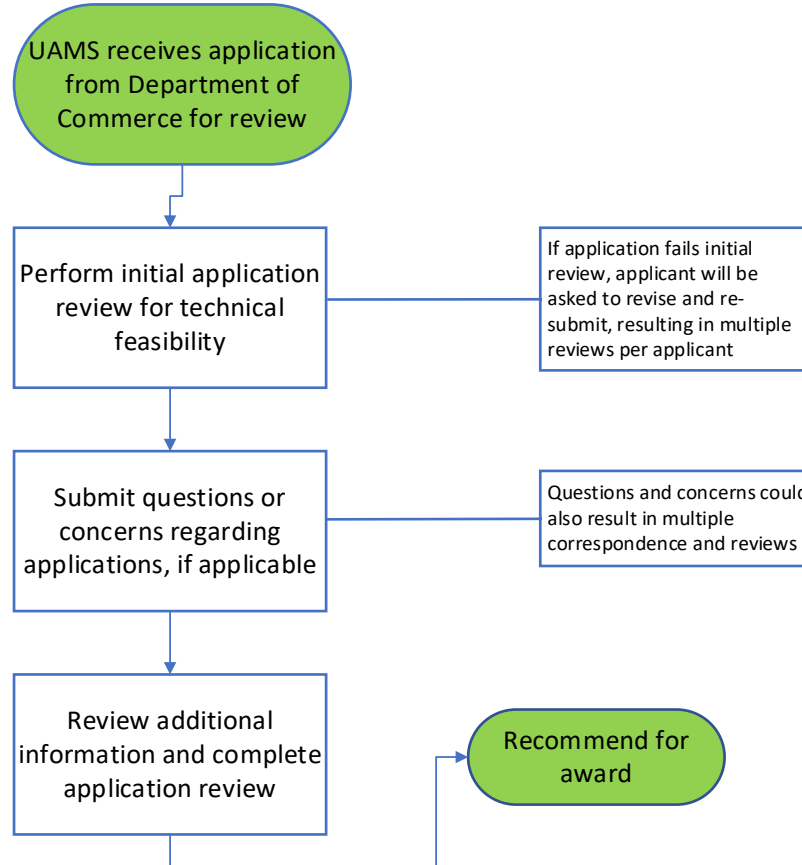 UAMS receives application
from Department of
Commerce for review
Perform initial application
review for technical
feasibility
If application fails initial
review, applicant will be
asked to revise and re-
submit, resulting in multiple
reviews per applicant
Submit questions or
concerns regarding
applications, if applicable
Questions and concerns could
also result in multiple
correspondence and reviews
Review additional
information and complete
application review
Recommend for
award